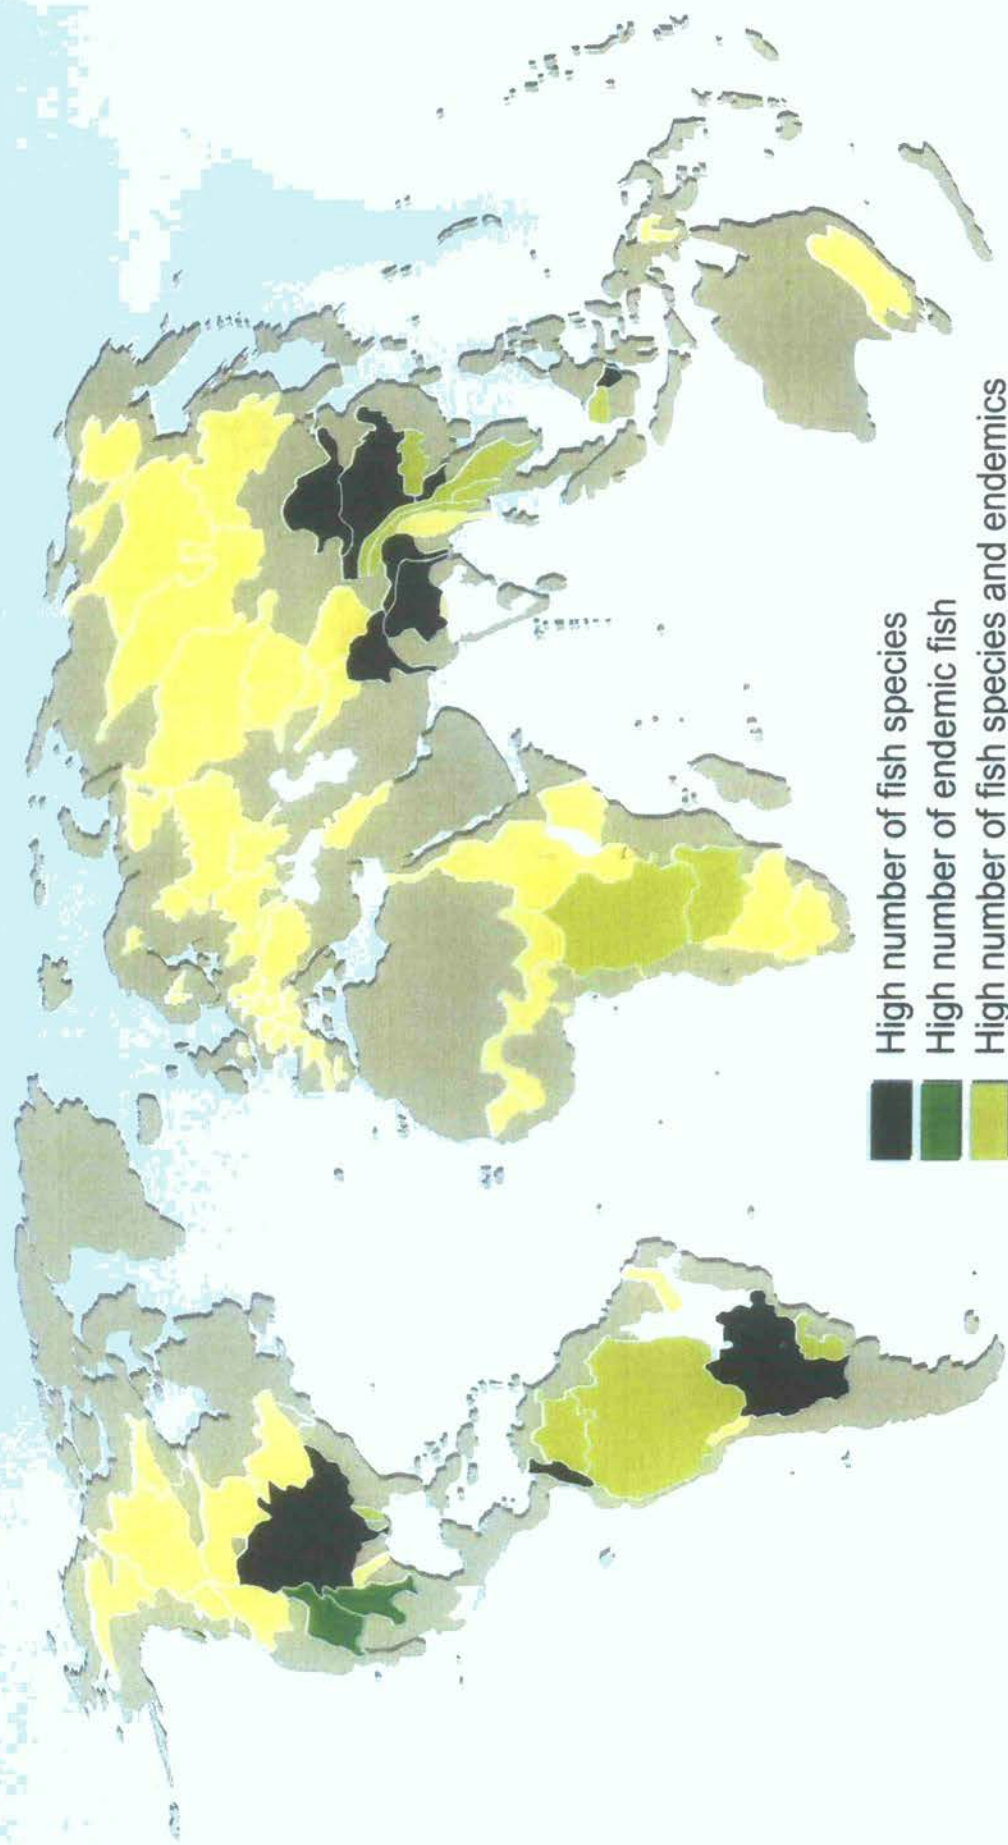 High number of fish species
High number of endemic fish
High number of fish species and endemics